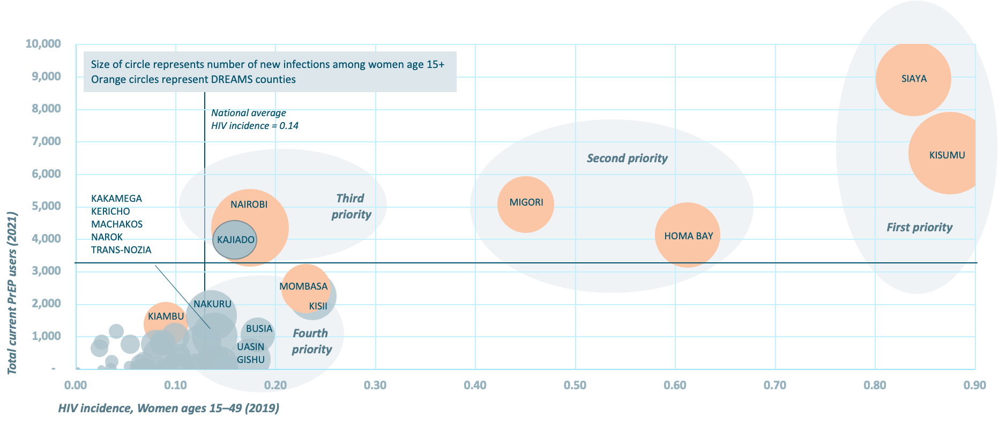 Size of circle represents number of new infections among women age 15+
Orange circles represent DREAMS counties
National average
HIV incidence = 0.14
Total current PrEP users (2021)
10,000
9,000
8,000
7,000
6,000
5,000
4,000
3,000
2,000
1,000
-
KAKAMEGA
KERICHO
MACHAKOS
NAROK
TRANS-NOZIA
NAIROBI
KAJIADO
Third
priority
MIGORI
HOMA BAY
Second priority
SIAYA
KISUMU
First priority
MOMBASA
KISII
NAKURU
KIAMBU
BUSIA
UASIN
GISHU
Fourth
priority
0.00
0.10
0.20
0.30
0.40
0.50
0.60
0.70
0.80
0.90
HIV incidence, Women ages 15–49 (2019)